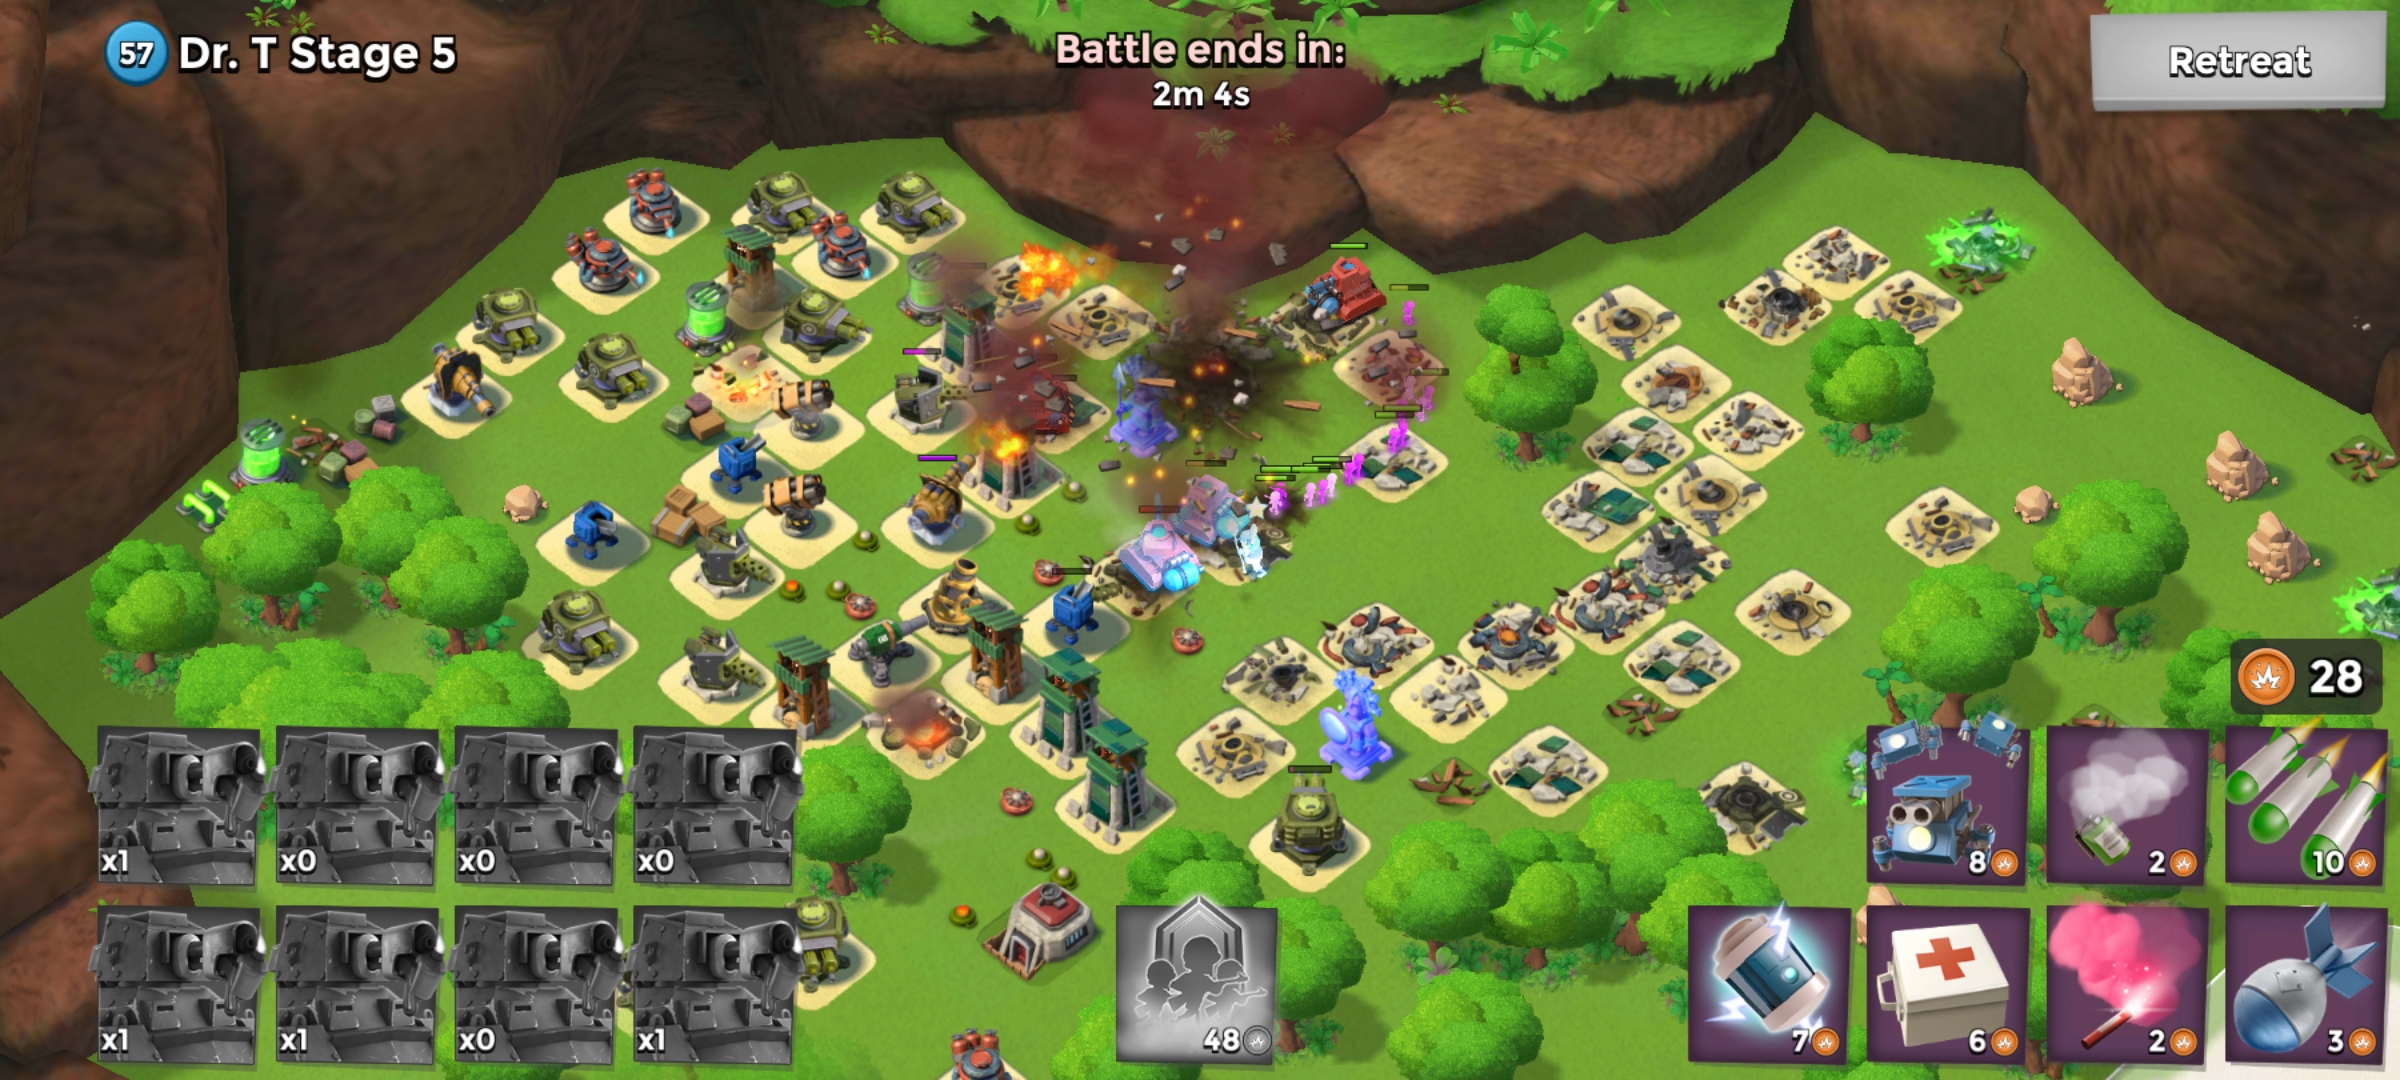 57 Dr. T Stage 5
Battle ends in:
2m 4s
Retreat
28
x1 x0 x0 x0
8 2 10
x1 x1 x0 x1
48
7 6 2 3